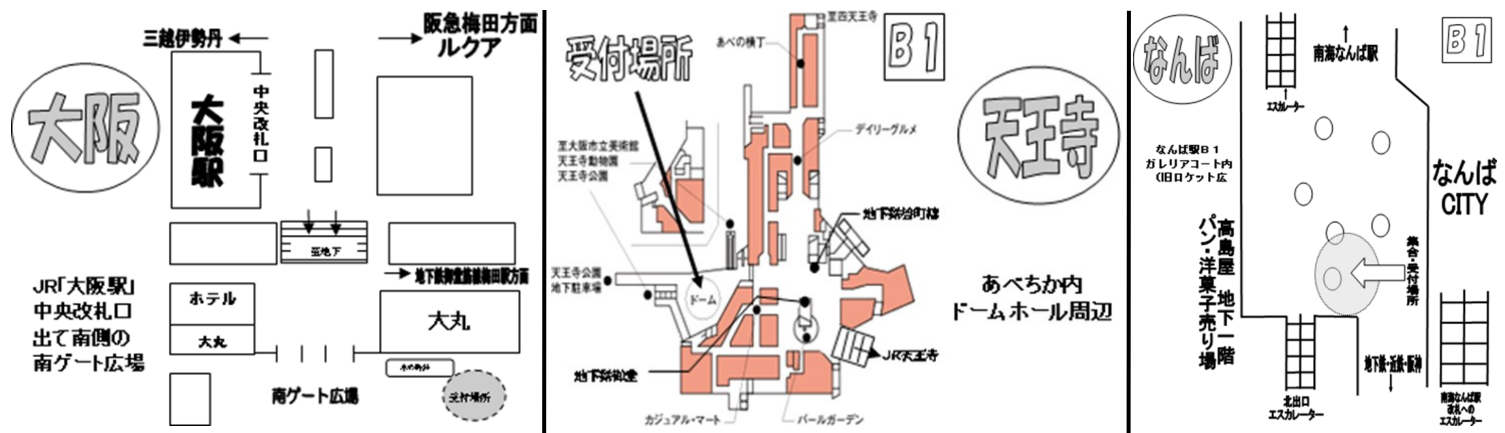 三越伊勢丹
阪急梅田方面
ルクア
大阪
大阪駅
中央改札口
至地下
地下鉄御堂筋線梅田駅方面
JR「大阪駅」
中央改札口
出て南側の
南ゲート広場
ホテル
大丸
大丸
南ゲート広場
水の時計
受付場所
受付場所
B1
至四天王寺
あべの横丁
天王寺
デイリーグルメ
至大阪市立美術館
天王寺動物園
天王寺公園
天王寺公園
地下駐車場
ドーム
あべちか内
ドームホール周辺
JR天王寺
カジュアル・マート
パールガーデン
なんば
B1
南海なんば駅
エスカレーター
なんば駅B1
ガレリアコート内
(旧ロケット広
なんば
CITY
高島屋 地下一階
パン・洋菓子売り場
集合・受付場所
地下鉄・近鉄・阪神
北出口
エスカレーター
南海なんば駅
改札への
エスカレーター